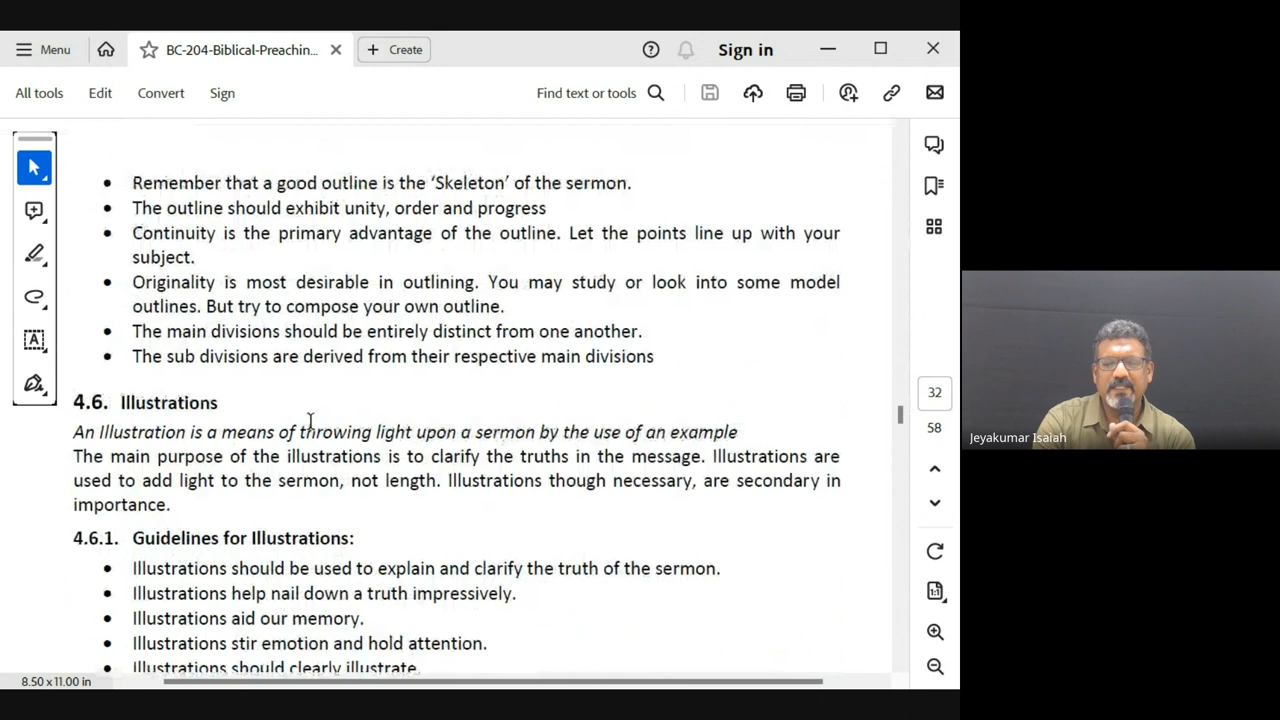 Menu
BC-204-Biblical-Preachin...
Create
Sign in
All tools
Edit
Convert
Sign
Find text or tools
• Remember that a good outline is the ‘Skeleton’ of the sermon.
• The outline should exhibit unity, order and progress
• Continuity is the primary advantage of the outline. Let the points line up with your
subject.
• Originality is most desirable in outlining. You may study or look into some model
outlines. But try to compose your own outline.
• The main divisions should be entirely distinct from one another.
• The sub divisions are derived from their respective main divisions
4.6. Illustrations
An Illustration is a means of throwing light upon a sermon by the use of an example
The main purpose of the illustrations is to clarify the truths in the message. Illustrations are
used to add light to the sermon, not length. Illustrations though necessary, are secondary in
importance.
4.6.1. Guidelines for Illustrations:
• Illustrations should be used to explain and clarify the truth of the sermon.
• Illustrations help nail down a truth impressively.
• Illustrations aid our memory.
• Illustrations stir emotion and hold attention.
• Illustrations should clearly illustrate.
32
58
8.50 x 11.00 in
Jeyakumar Isaiah